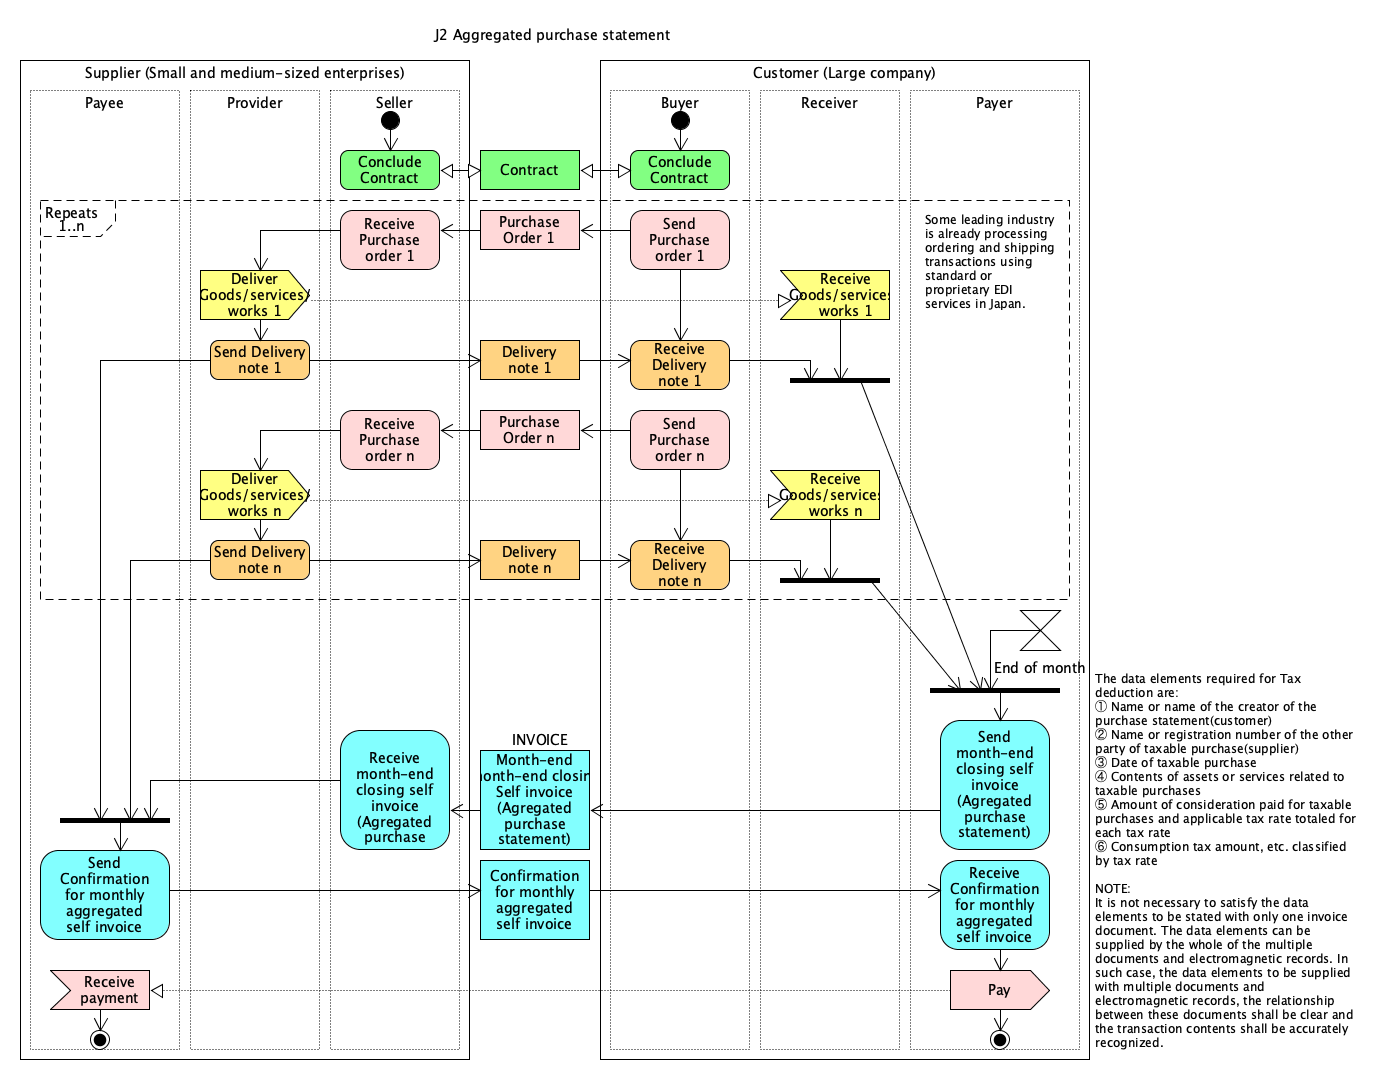 J2 Aggregated purchase statement
Supplier (Small and medium-sized enterprises)
Customer (Large company)
Payee
Provider
Seller
Buyer
Receiver
Payer
Conclude
Contract
Contract
Conclude
Contract
Repeats
1..n
Receive
Purchase
order 1
Purchase
Order 1
Send
Purchase
order 1
Some leading industry
is already processing
ordering and shipping
transactions using
standard or
proprietary EDI
services in Japan.
Deliver
Goods/services/
works 1
Receive
Goods/services
works 1
Send Delivery
note 1
Delivery
note 1
Receive
Delivery
note 1
Receive
Purchase
order n
Purchase
Order n
Send
Purchase
order n
Deliver
Goods/services/
works n
Receive
Goods/services
works n
Send Delivery
note n
Delivery
note n
Receive
Delivery
note n
End of month
The data elements required for Tax
deduction are:
① Name or name of the creator of the
purchase statement(customer)
② Name or registration number of the other
party of taxable purchase(supplier)
③ Date of taxable purchase
④ Contents of assets or services related to
taxable purchases
⑤ Amount of consideration paid for taxable
purchases and applicable tax rate totaled for
each tax rate
⑥ Consumption tax amount, etc. classified
by tax rate
NOTE:
It is not necessary to satisfy the data
elements to be stated with only one invoice
document. The data elements can be
supplied by the whole of the multiple
documents and electromagnetic records. In
such case, the data elements to be supplied
with multiple documents and
electromagnetic records, the relationship
between these documents shall be clear and
the transaction contents shall be accurately
recognized.
Receive
month-end
closing self
invoice
(Agregated
purchase
INVOICE
Month-end
month-end closin
Self invoice
(Agregated
purchase
statement)
Send
month-end
closing self
invoice
(Agregated
purchase
statement)
Send
Confirmation
for monthly
aggregated
self invoice
Confirmation
for monthly
aggregated
self invoice
Receive
Confirmation
for monthly
aggregated
self invoice
Receive
payment
Pay